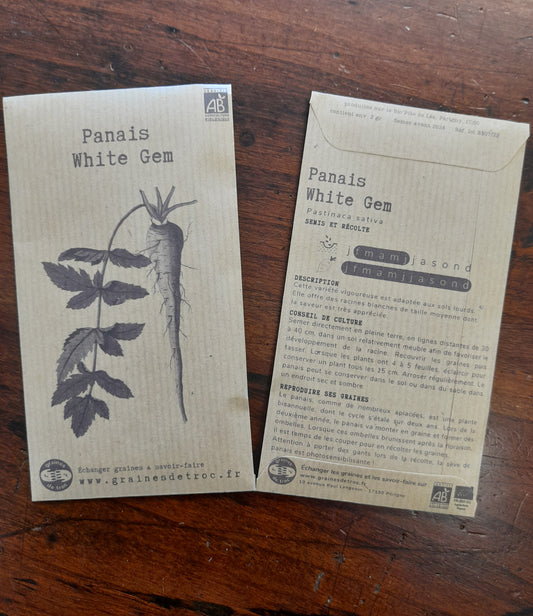 AB
Panais
White Gem
Échanger graines & savoir-faire
www.grainesdetroc.fr
contient env. 2 gr
Panais
White Gem
Pastinaca sativa
SEMIS ET RÉCOLTE
j f m a m j j a s o n d
j f m a m j j a s o n d
DESCRIPTION
Cette variété vigoureuse est adaptée aux sols lourds.
Elle offre des racines blanches de taille moyenne dont
la saveur est très appréciée.
CONSEIL DE CULTURE
Semer directement en pleine terre, en lignes distantes de 30
à 40 cm, dans un sol relativement meuble afin de favoriser le
développement de la racine. Recouvrir les graines puis
tasser. Lorsque les plants ont 4 à 5 feuilles, éclaircir pour
conserver un plant tous les 15 cm. Arroser régulièrement. Le
panais peut se conserver dans le sol ou dans du sable dans
un endroit sec et sombre.
REPRODUIRE SES GRAINES
Le panais, comme de nombreux apiacées, est une plante
bisannuelle, dont le cycle s'étale sur deux ans. Lors de la
deuxième année, le panais va monter en graine et former des
ombelles. Lorsque ces ombelles brunissent après la floraison,
il est temps de les couper pour en récolter les graines.
Attention à porter des gants lors de la récolte, la sève de
panais est photosensibilisante !
Échanger les graines et les savoir-faire sur
www.grainesdetroc.fr
AB